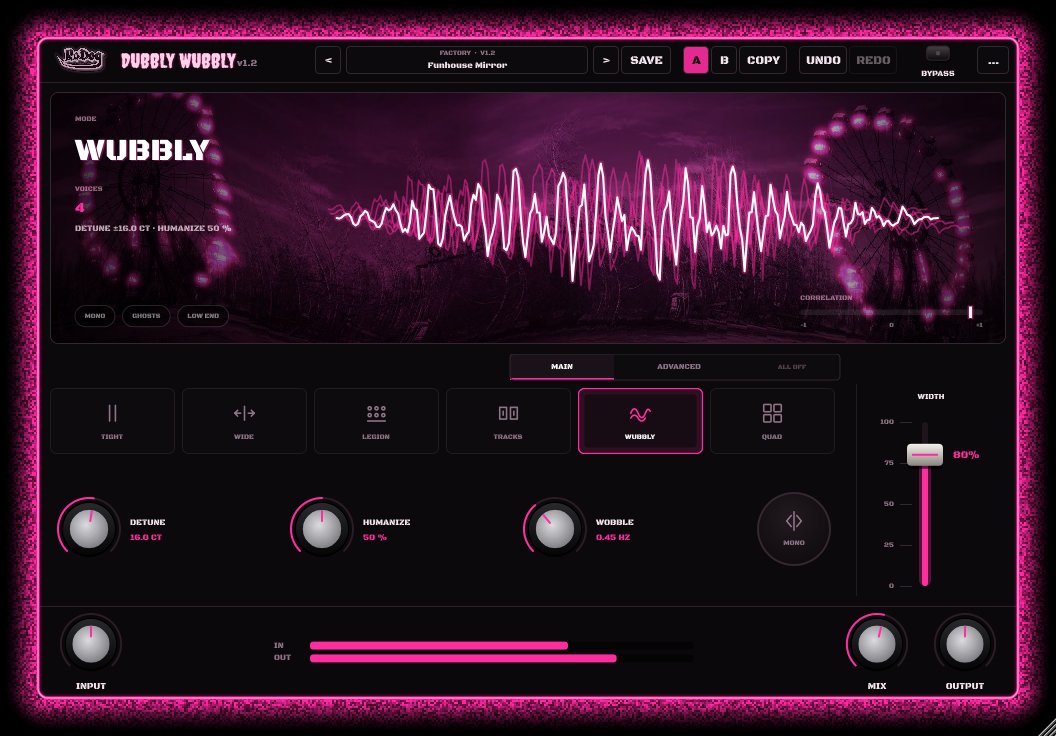 DUBBLY WUBBLY v1.2
<
FACTORY · V1.2
Funhouse Mirror
>
SAVE
A
B
COPY
UNDO
REDO
BYPASS
...
MODE
WUBBLY
VOICES
4
DETUNE ±16.0 CT · HUMANIZE 50 %
MONO
GHOSTS
LOW END
CORRELATION
-1
0
+1
MAIN
ADVANCED
ALL OFF
TIGHT
WIDE
LEGION
TRACKS
WUBBLY
QUAD
WIDTH
100
75
50
25
0
80%
DETUNE
16.0 CT
HUMANIZE
50 %
WOBBLE
0.45 HZ
MONO
INPUT
IN
OUT
MIX
OUTPUT